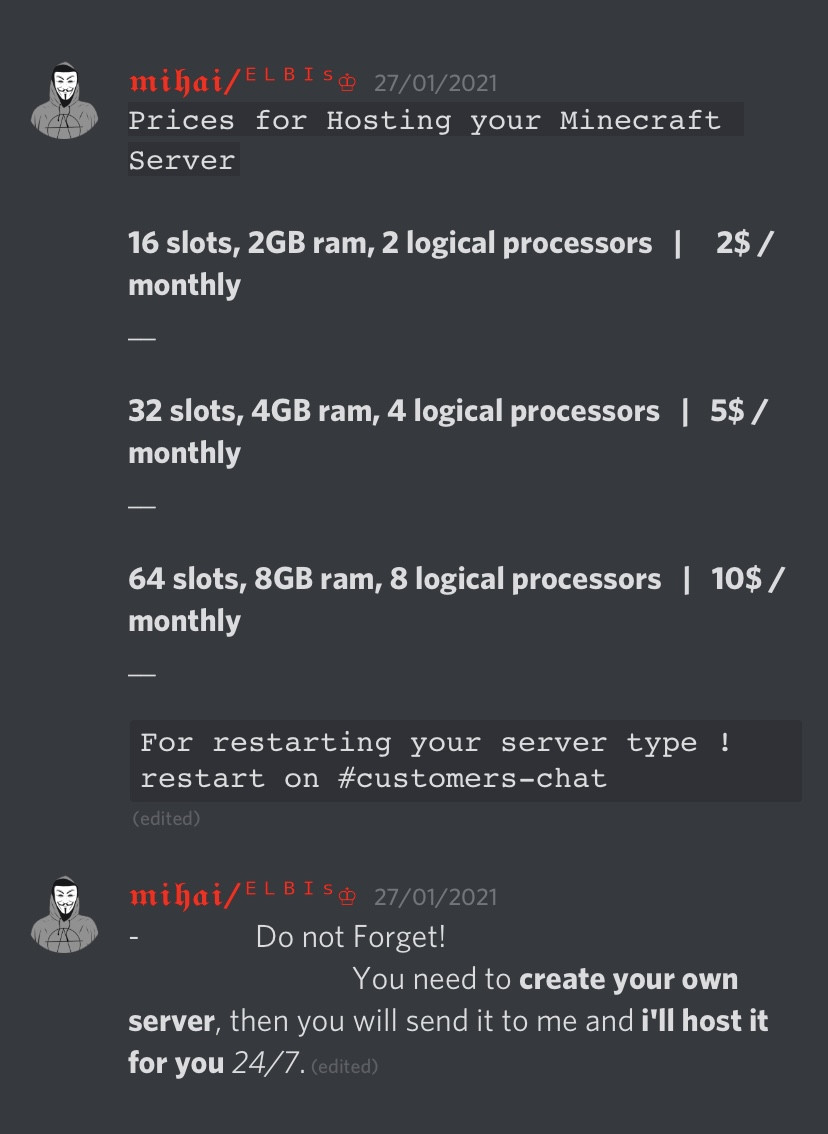 𝖒𝖎𝖍𝖆𝖎/ᴱ ᴸ ᴮ ᴵ ˢ♔ 27/01/2021
Prices for Hosting your Minecraft
Server
16 slots, 2GB ram, 2 logical processors | 2$ /
monthly
—
32 slots, 4GB ram, 4 logical processors | 5$ /
monthly
—
64 slots, 8GB ram, 8 logical processors | 10$ /
monthly
—
For restarting your server type !
restart on #customers-chat
(edited)
𝖒𝖎𝖍𝖆𝖎/ᴱ ᴸ ᴮ ᴵ ˢ♔ 27/01/2021
- Do not Forget!
You need to create your own
server, then you will send it to me and i'll host it
for you 24/7. (edited)